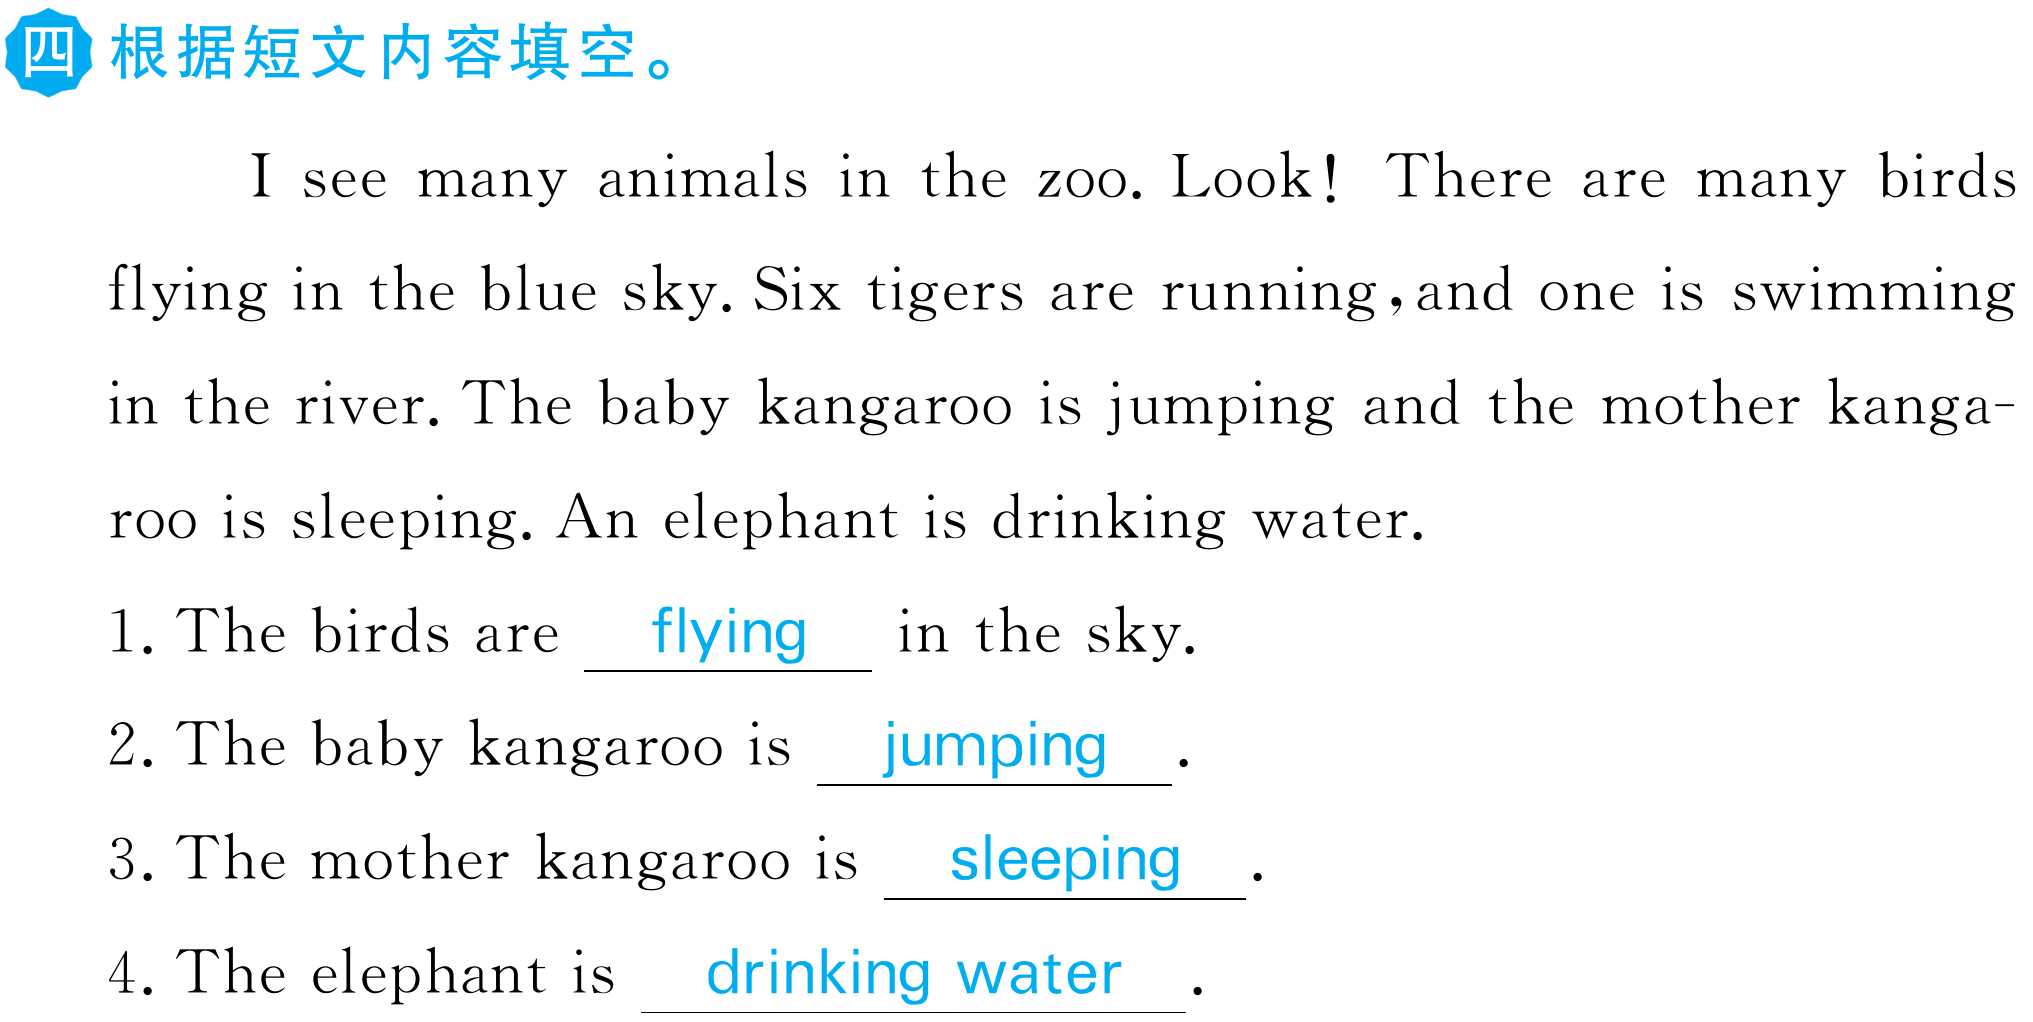 四 根据短文内容填空。
I see many animals in the zoo. Look! There are many birds
flying in the blue sky. Six tigers are running,and one is swimming
in the river. The baby kangaroo is jumping and the mother kanga-
roo is sleeping. An elephant is drinking water.
1. The birds are flying in the sky.
2. The baby kangaroo is jumping.
3. The mother kangaroo is sleeping.
4. The elephant is drinking water.